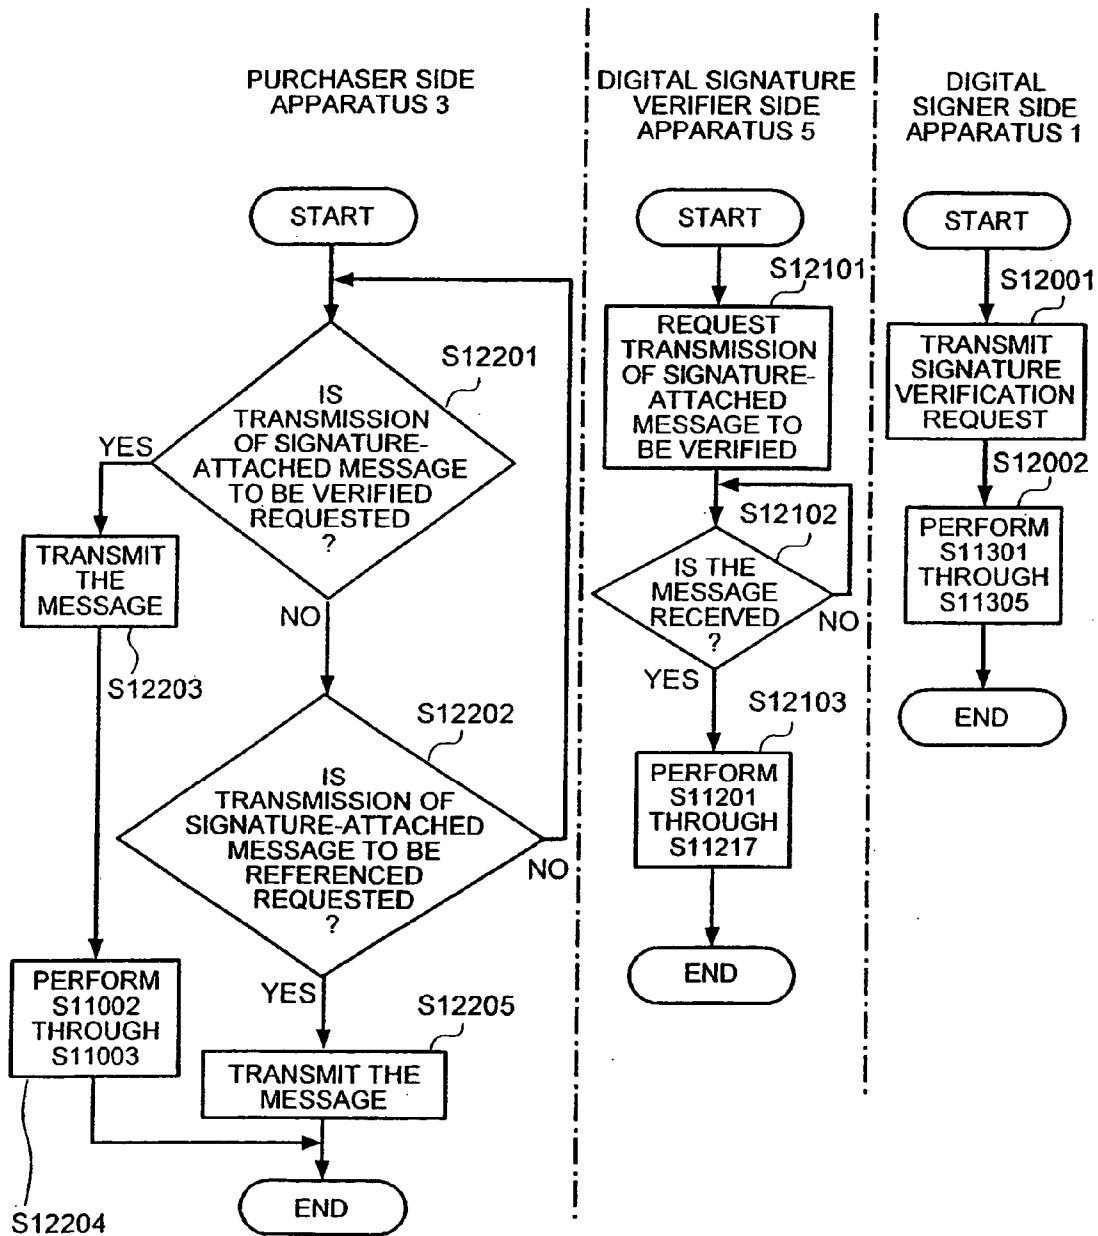 PURCHASER SIDE
APPARATUS 3
START
S12201
IS
TRANSMISSION
OF SIGNATURE-
ATTACHED MESSAGE
TO BE VERIFIED
REQUESTED
?
YES
NO
TRANSMIT
THE
MESSAGE
S12203
S12202
IS
TRANSMISSION OF
SIGNATURE-ATTACHED
MESSAGE TO BE
REFERENCED
REQUESTED
?
NO
YES
PERFORM
S11002
THROUGH
S11003
S12204
S12205
TRANSMIT THE
MESSAGE
END
DIGITAL SIGNATURE
VERIFIER SIDE
APPARATUS 5
START
S12101
REQUEST
TRANSMISSION
OF SIGNATURE-
ATTACHED
MESSAGE TO
BE VERIFIED
S12102
IS THE
MESSAGE
RECEIVED
?
NO
YES
S12103
PERFORM
S11201
THROUGH
S11217
END
DIGITAL
SIGNER SIDE
APPARATUS 1
START
S12001
TRANSMIT
SIGNATURE
VERIFICATION
REQUEST
S12002
PERFORM
S11301
THROUGH
S11305
END